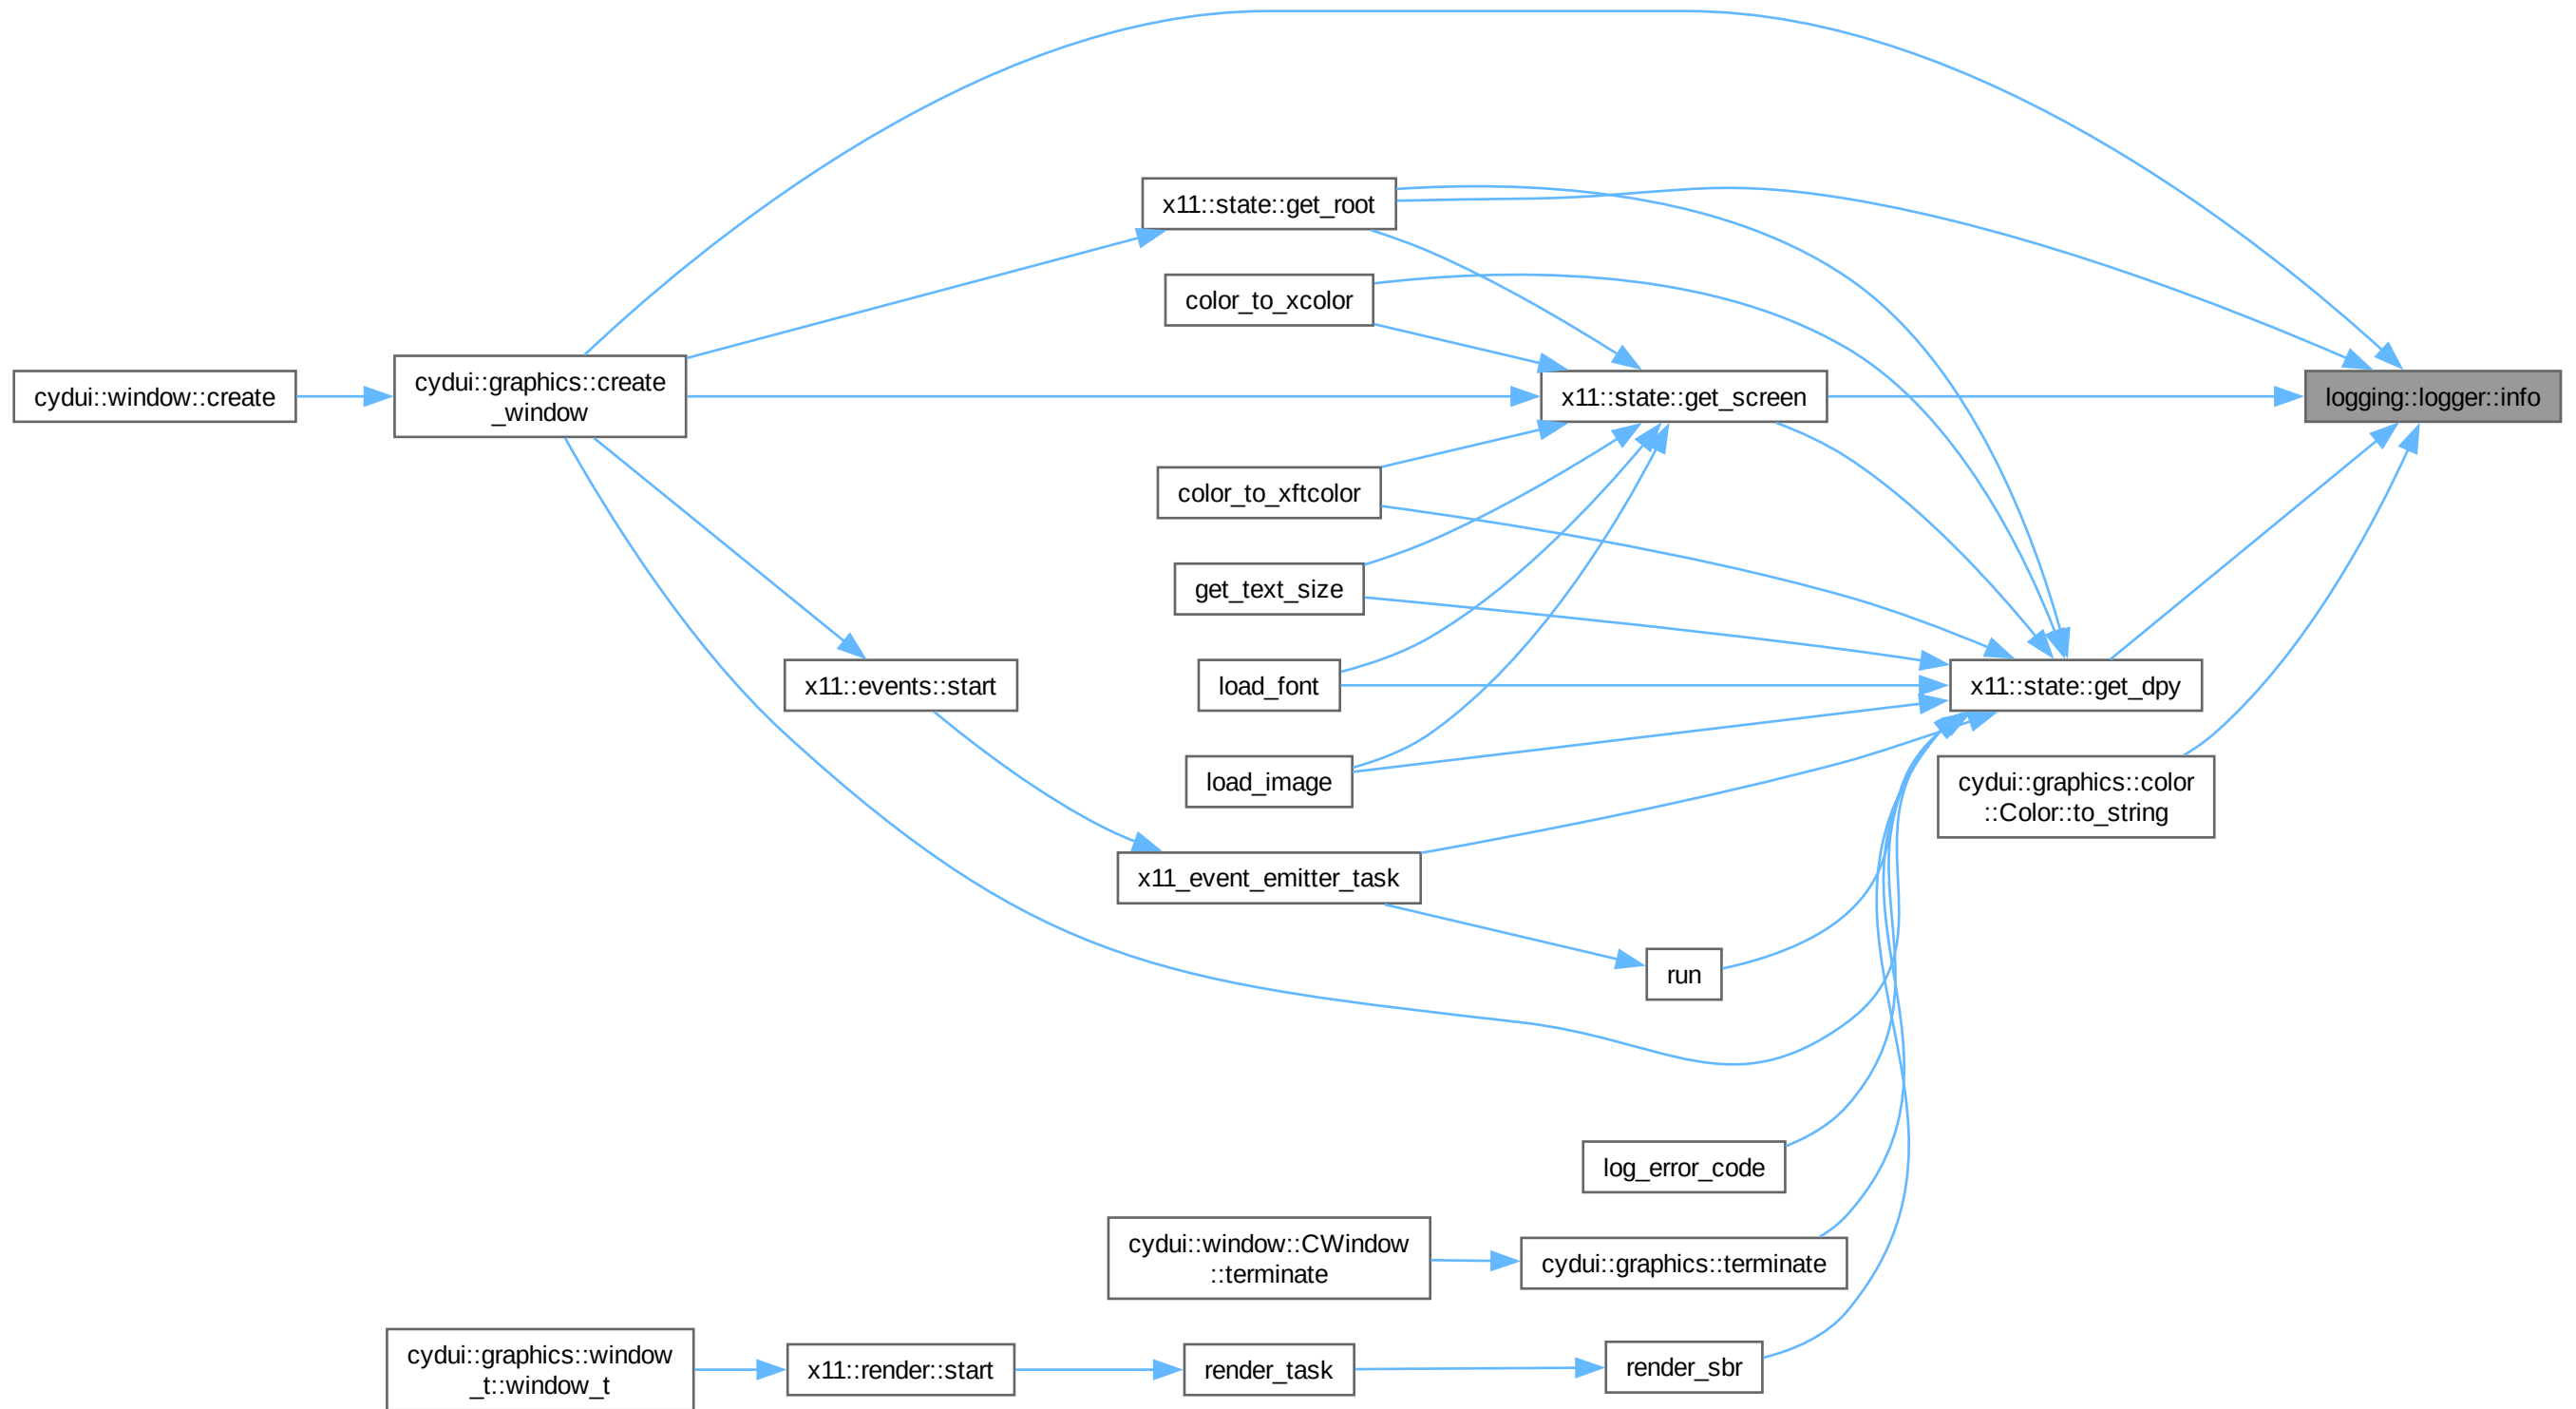 x11::state::get_root
color_to_xcolor
cydui::window::create
cydui::graphics::create
_window
x11::state::get_screen
logging::logger::info
color_to_xftcolor
get_text_size
x11::events::start
load_font
x11::state::get_dpy
load_image
cydui::graphics::color
::Color::to_string
x11_event_emitter_task
run
log_error_code
cydui::window::CWindow
::terminate
cydui::graphics::terminate
cydui::graphics::window
_t::window_t
x11::render::start
render_task
render_sbr